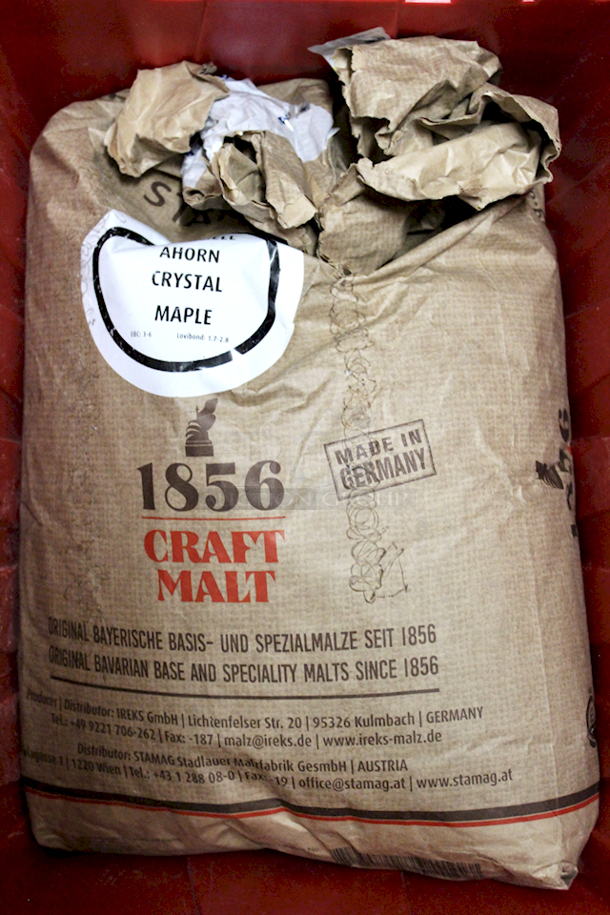 AHORN
CRYSTAL
MAPLE
EBC: 3-6 Lovibond: 1.7-2.8
1856
CRAFT
MALT
MADE IN
GERMANY
ORIGINAL BAYERISCHE BASIS- UND SPEZIALMALZE SEIT 1856
ORIGINAL BAVARIAN BASE AND SPECIALITY MALTS SINCE 1856
Producer | Distributor: IREKS GmbH | Lichtenfelser Str. 20 | 95326 Kulmbach | GERMANY
Tel.: +49 9221 706-262 | Fax: -187 | malz@ireks.de | www.ireks-malz.de
Distributor: STAMAG Stadlauer Malzfabrik GesmbH | AUSTRIA
1 | 1220 Wien | Tel.: +43 1 288 08-0 | Fax: -19 | office@stamag.at | www.stamag.at